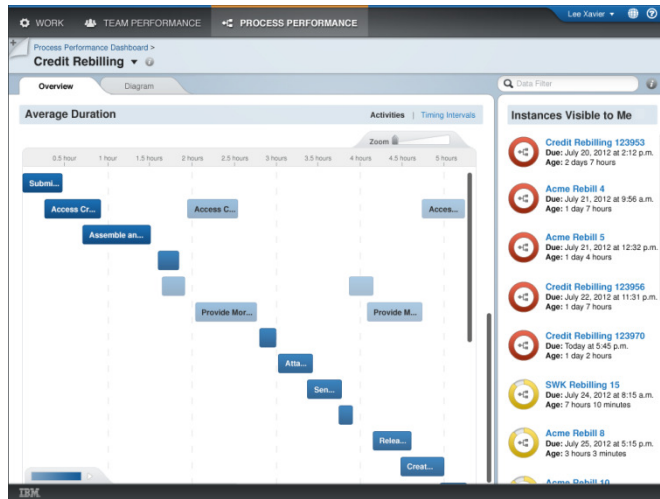 WORK
TEAM PERFORMANCE
PROCESS PERFORMANCE
Lee Xavier
Process Performance Dashboard >
Credit Rebilling
Overview
Diagram
Data Filter
Average Duration
Activities | Timing Intervals
Zoom
0.5 hour 1 hour 1.5 hours 2 hours 2.5 hours 3 hours 3.5 hours 4 hours 4.5 hours 5 hours
Submi...
Access Cr... Access C... Acces...
Assemble an...
Provide Mor... Provide M...
Atta...
Sen...
Relea...
Creat...
Instances Visible to Me
Credit Rebilling 123953
Due: July 20, 2012 at 2:12 p.m.
Age: 2 days 7 hours
Acme Rebill 4
Due: July 21, 2012 at 9:56 a.m.
Age: 1 day 7 hours
Acme Rebill 5
Due: July 21, 2012 at 12:32 p.m.
Age: 1 day 4 hours
Credit Rebilling 123956
Due: July 22, 2012 at 11:31 p.m.
Age: 1 day 7 hours
Credit Rebilling 123970
Due: Today at 5:45 p.m.
Age: 1 day 2 hours
SWK Rebilling 15
Due: July 24, 2012 at 8:15 a.m.
Age: 7 hours 10 minutes
Acme Rebill 8
Due: July 25, 2012 at 5:15 p.m.
Age: 3 hours 3 minutes
Acme Rebill 10
IBM